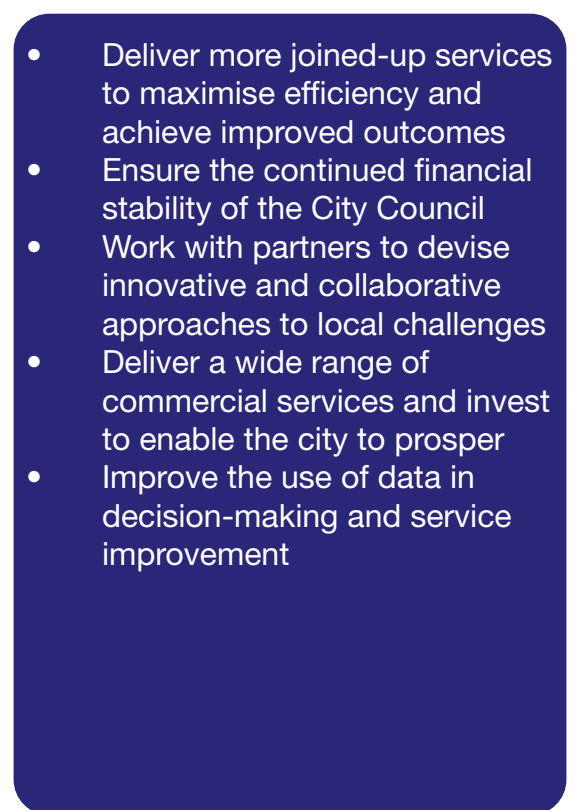 • Deliver more joined-up services
to maximise efficiency and
achieve improved outcomes
• Ensure the continued financial
stability of the City Council
• Work with partners to devise
innovative and collaborative
approaches to local challenges
• Deliver a wide range of
commercial services and invest
to enable the city to prosper
• Improve the use of data in
decision-making and service
improvement